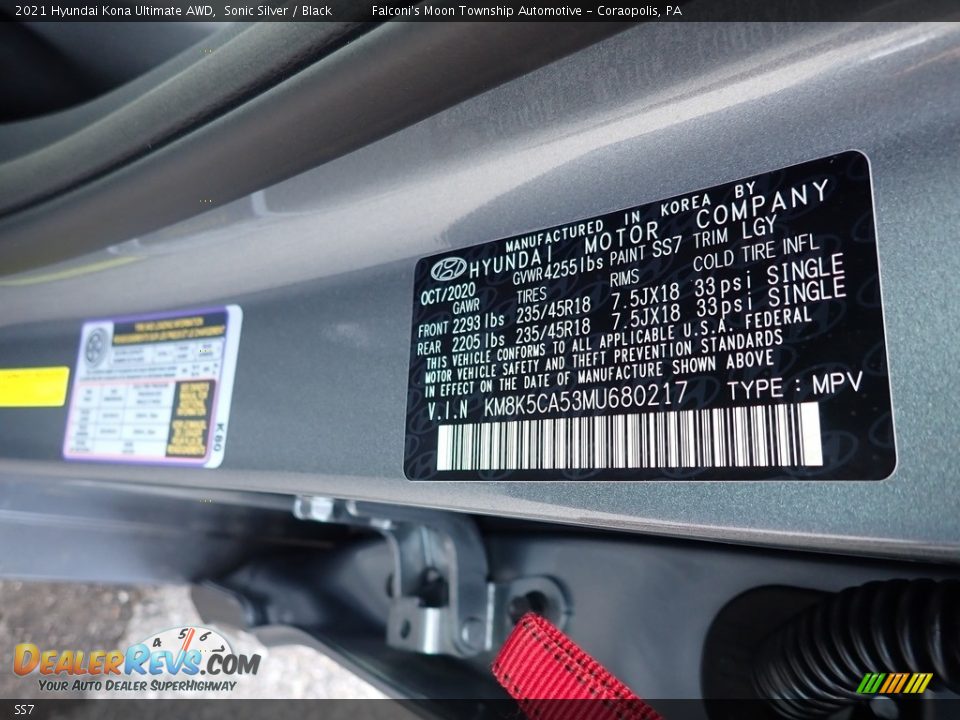 2021 Hyundai Kona Ultimate AWD, Sonic Silver / Black Falconi's Moon Township Automotive - Coraopolis, PA
MANUFACTURED IN KOREA BY
HYUNDAI MOTOR COMPANY
OCT/2020 GVWR 4255 lbs PAINT SS7 TRIM LGY
GAWR TIRES RIMS COLD TIRE INFL
FRONT 2293 lbs 235/45R18 7.5JX18 33psi SINGLE
REAR 2205 lbs 235/45R18 7.5JX18 33psi SINGLE
THIS VEHICLE CONFORMS TO ALL APPLICABLE U.S.A. FEDERAL
MOTOR VEHICLE SAFETY AND THEFT PREVENTION STANDARDS
IN EFFECT ON THE DATE OF MANUFACTURE SHOWN ABOVE
V.I.N KM8K5CA53MU680217 TYPE : MPV
K80
4 5 6
DEALERREVS.COM
YOUR AUTO DEALER SUPERHIGHWAY
SS7